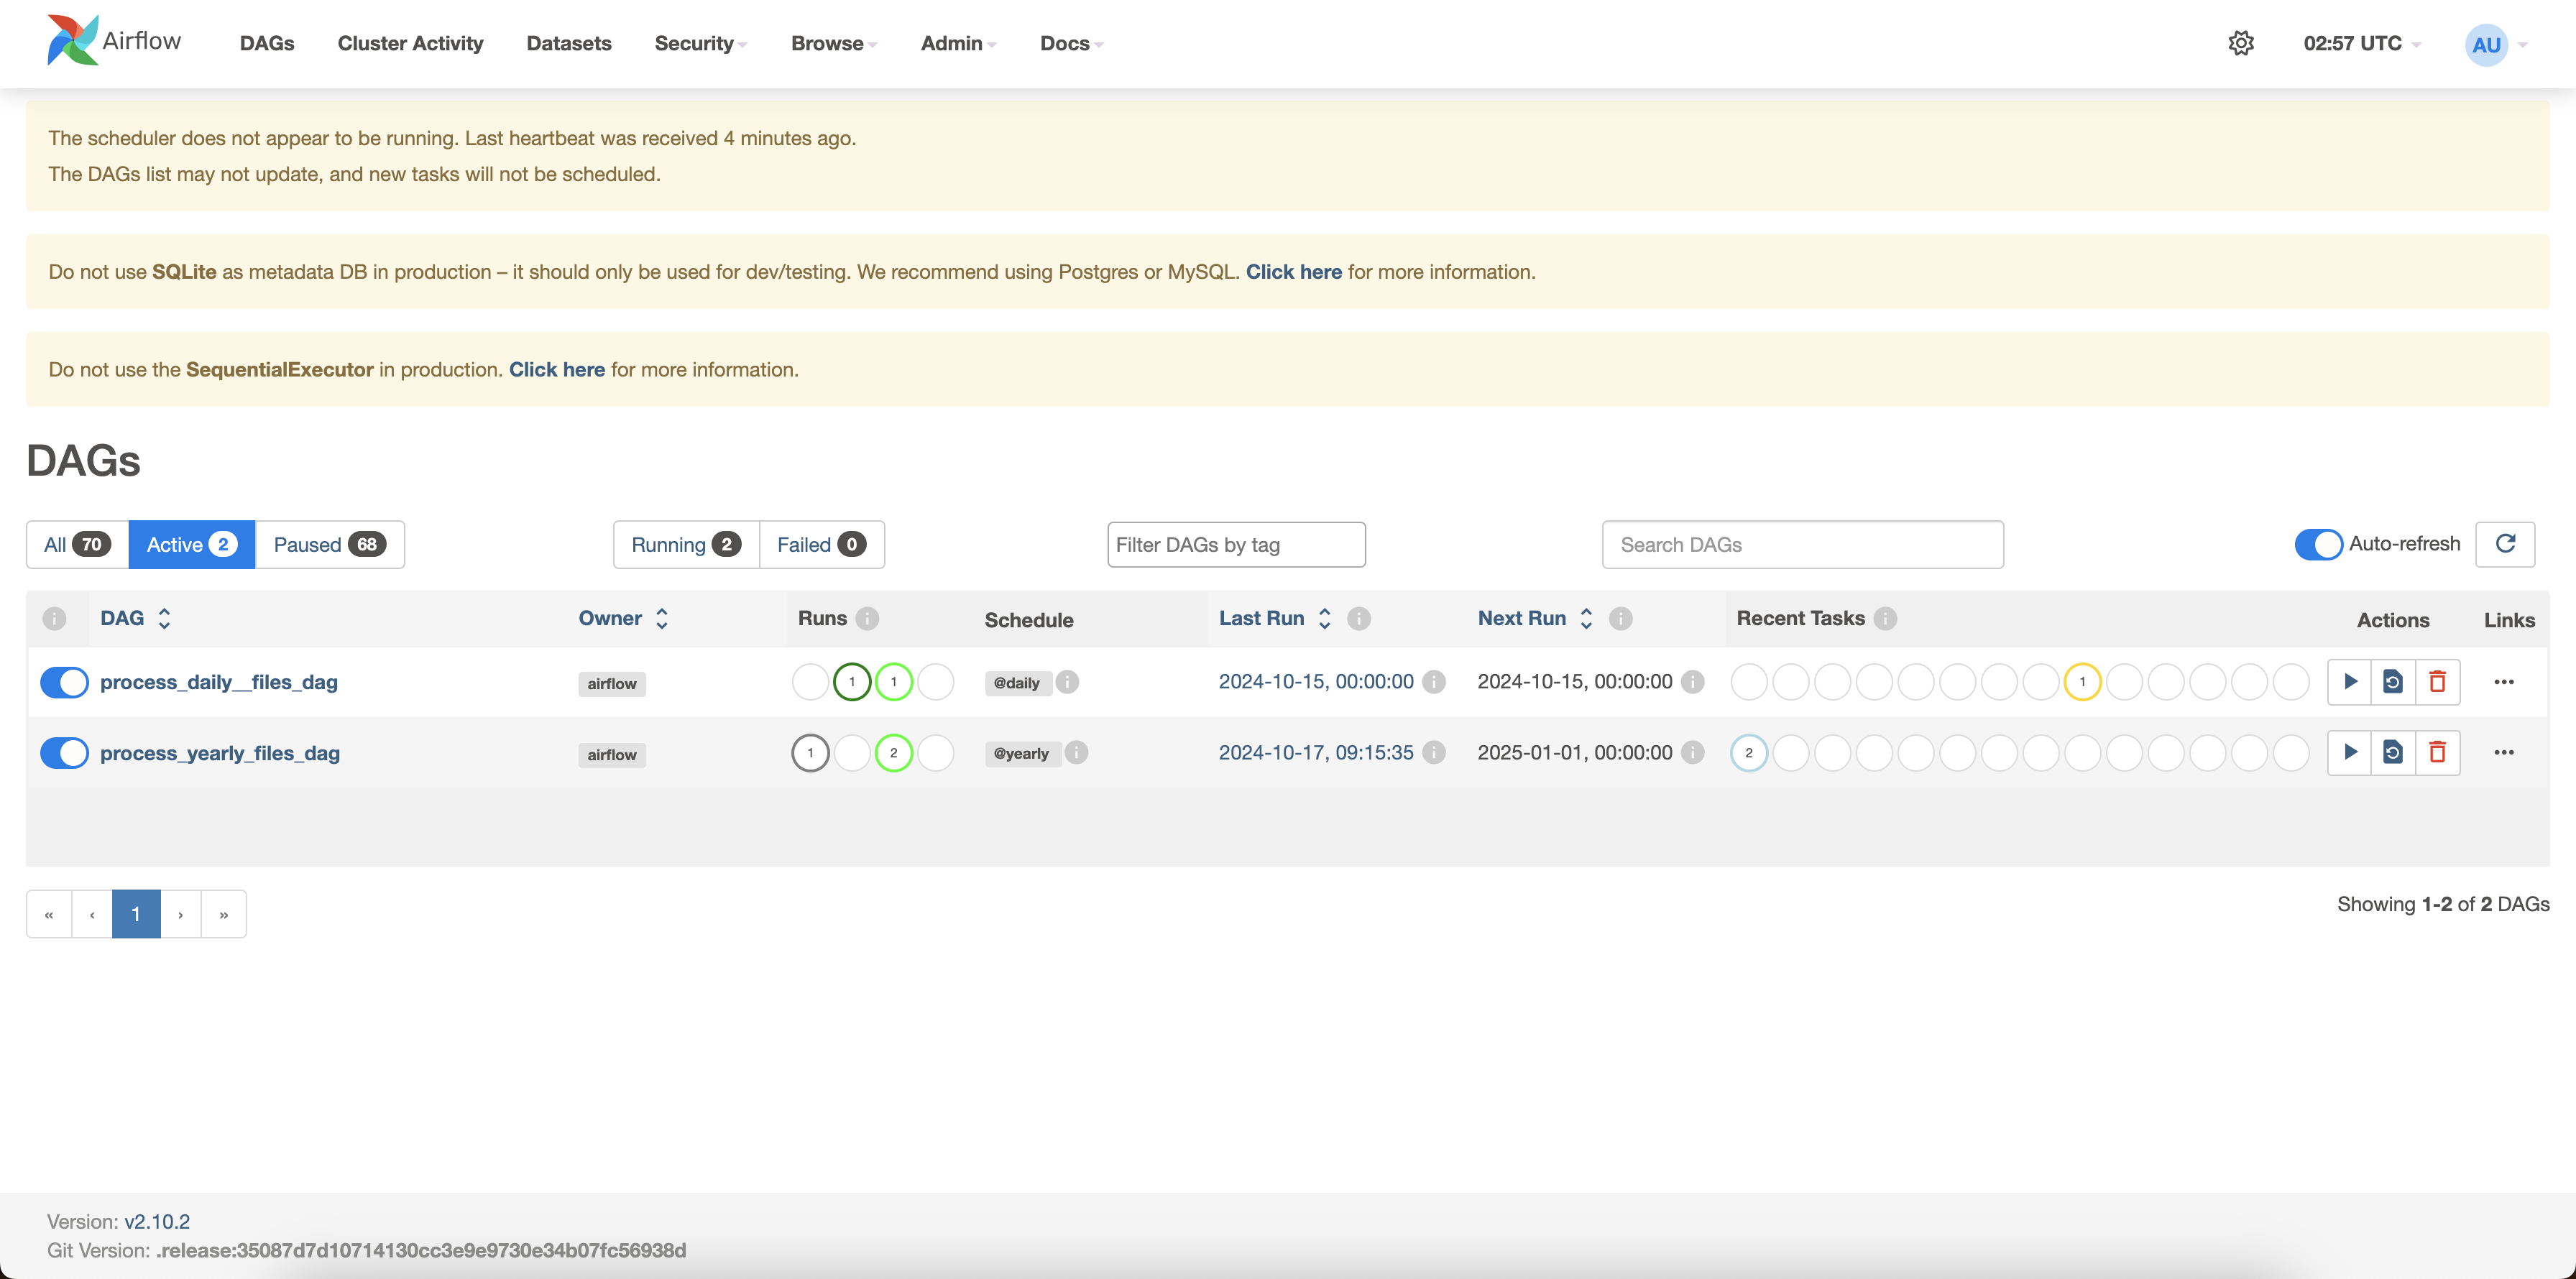 Airflow DAGs Cluster Activity Datasets Security Browse Admin Docs 02:57 UTC AU
The scheduler does not appear to be running. Last heartbeat was received 4 minutes ago.
The DAGs list may not update, and new tasks will not be scheduled.
Do not use SQLite as metadata DB in production – it should only be used for dev/testing. We recommend using Postgres or MySQL. Click here for more information.
Do not use the SequentialExecutor in production. Click here for more information.
DAGs
All 70 Active 2 Paused 68 Running 2 Failed 0 Filter DAGs by tag Search DAGs Auto-refresh
i DAG Owner Runs i Schedule Last Run i Next Run i Recent Tasks i Actions Links
process_daily__files_dag airflow 1 1 @daily i 2024-10-15, 00:00:00 i 2024-10-15, 00:00:00 i 1 ···
process_yearly_files_dag airflow 1 2 @yearly i 2024-10-17, 09:15:35 i 2025-01-01, 00:00:00 i 2 ···
« ‹ 1 › » Showing 1-2 of 2 DAGs
Version: v2.10.2
Git Version: .release:35087d7d10714130cc3e9e9730e34b07fc56938d